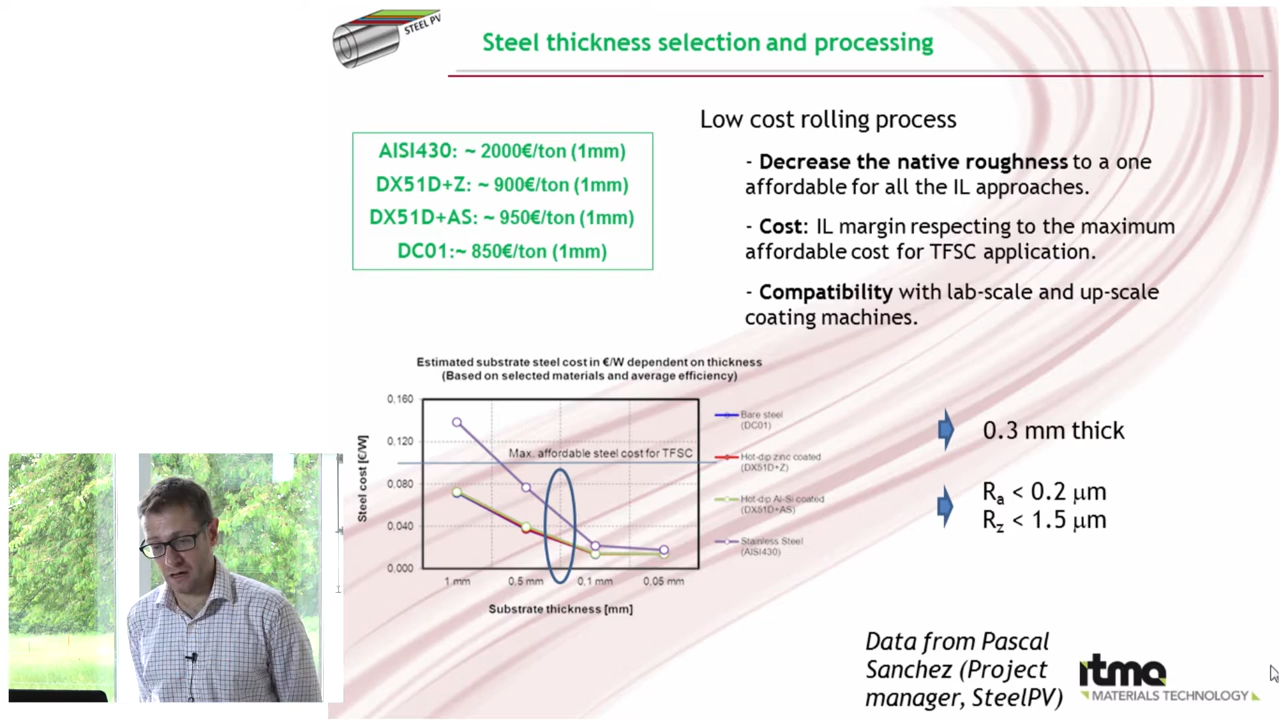 STEEL PV
Steel thickness selection and processing
AISI430: ~ 2000€/ton (1mm)
DX51D+Z: ~ 900€/ton (1mm)
DX51D+AS: ~ 950€/ton (1mm)
DC01:~ 850€/ton (1mm)
Low cost rolling process
- Decrease the native roughness to a one
affordable for all the IL approaches.
- Cost: IL margin respecting to the maximum
affordable cost for TFSC application.
- Compatibility with lab-scale and up-scale
coating machines.
Estimated substrate steel cost in €/W dependent on thickness
(Based on selected materials and average efficiency)
Steel cost [€/W]
0.160
0.120
0.080
0.040
0.000
Max. affordable steel cost for TFSC
1 mm
0.5 mm
0.1 mm
0.05 mm
Substrate thickness [mm]
Bare steel
(DC01)
Hot-dip zinc coated
(DX51D+Z)
Hot-dip Al-Si coated
(DX51D+AS)
Stainless Steel
(AISI430)
0.3 mm thick
Ra < 0.2 μm
Rz < 1.5 μm
Data from Pascal
Sanchez (Project
manager, SteelPV)
itma
MATERIALS TECHNOLOGY